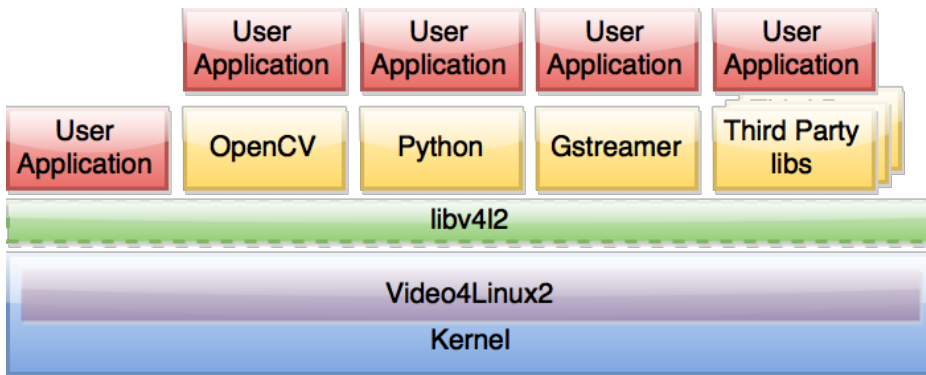 User
Application
User
Application
User
Application
User
Application
User
Application
OpenCV
Python
Gstreamer
Third Party
libs
libv4l2
Video4Linux2
Kernel